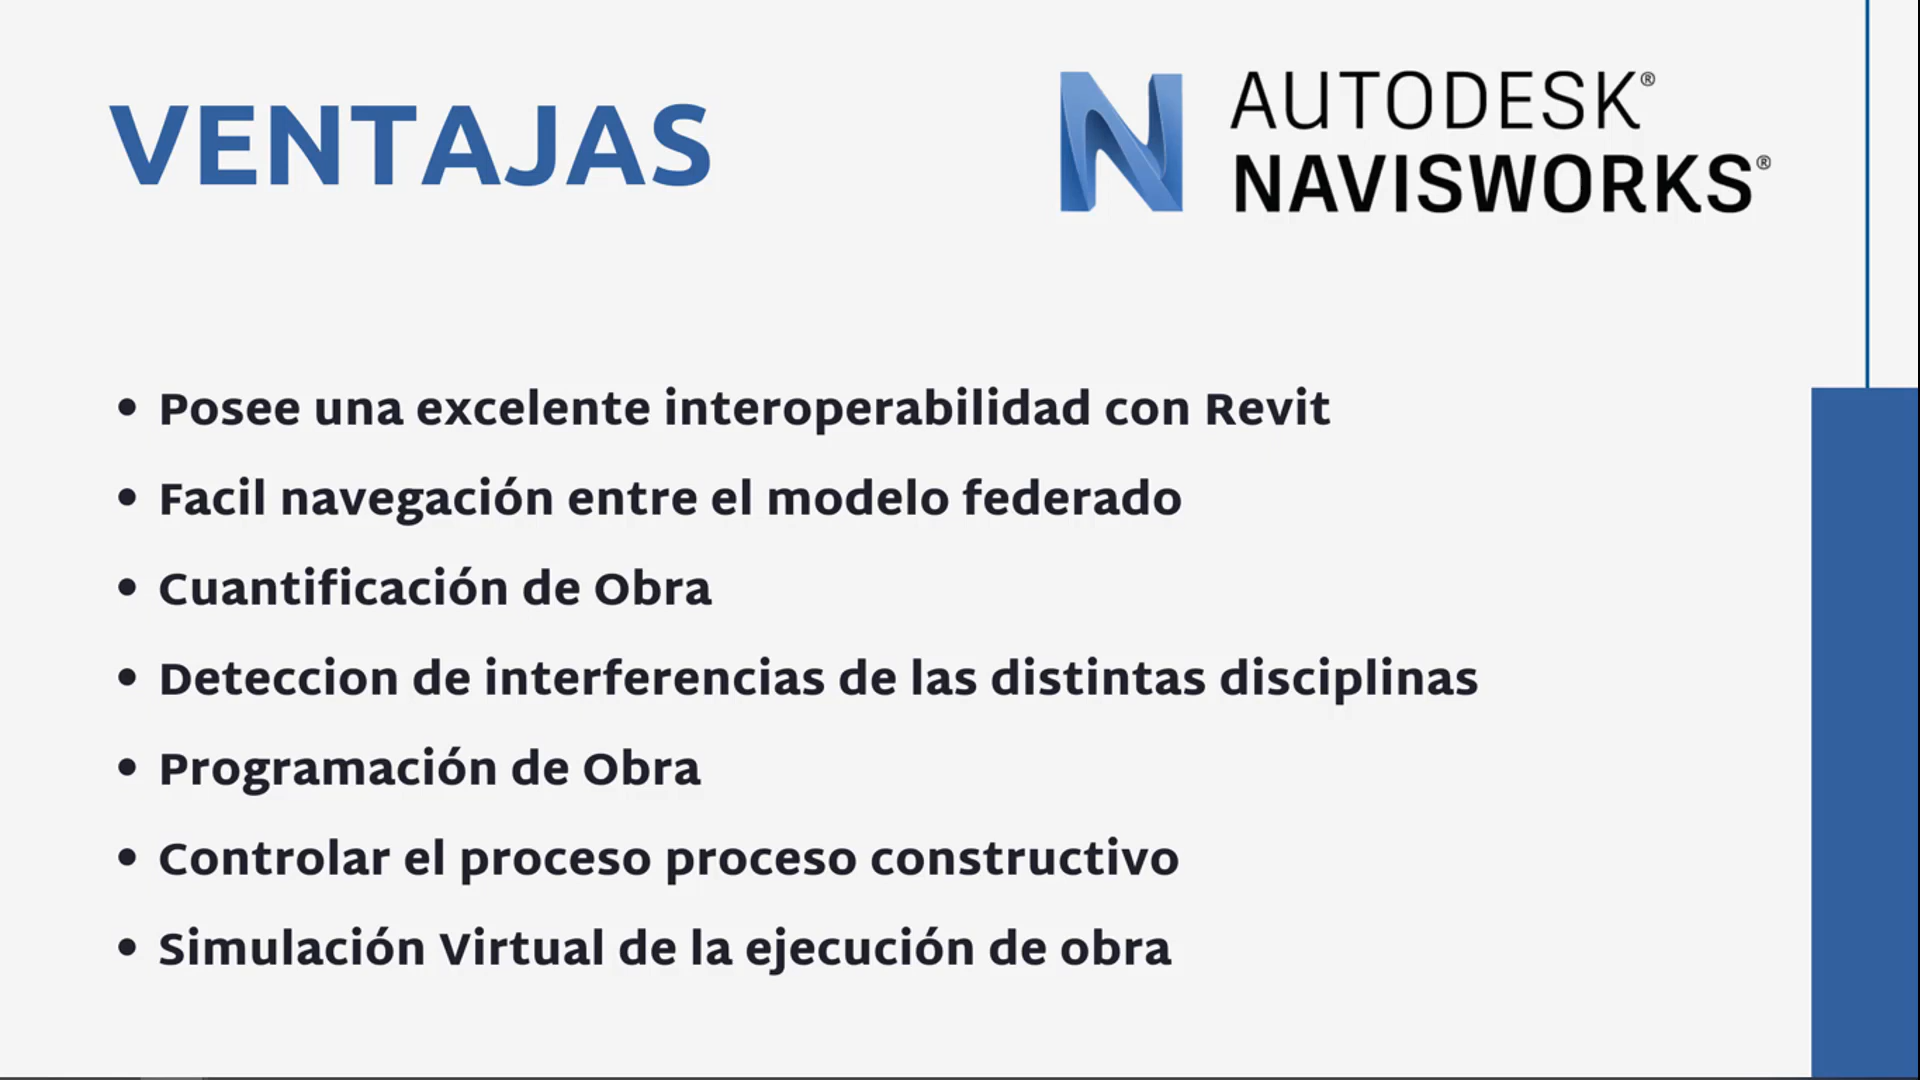 VENTAJAS
AUTODESK®
NAVISWORKS®
• Posee una excelente interoperabilidad con Revit
• Facil navegación entre el modelo federado
• Cuantificación de Obra
• Deteccion de interferencias de las distintas disciplinas
• Programación de Obra
• Controlar el proceso proceso constructivo
• Simulación Virtual de la ejecución de obra